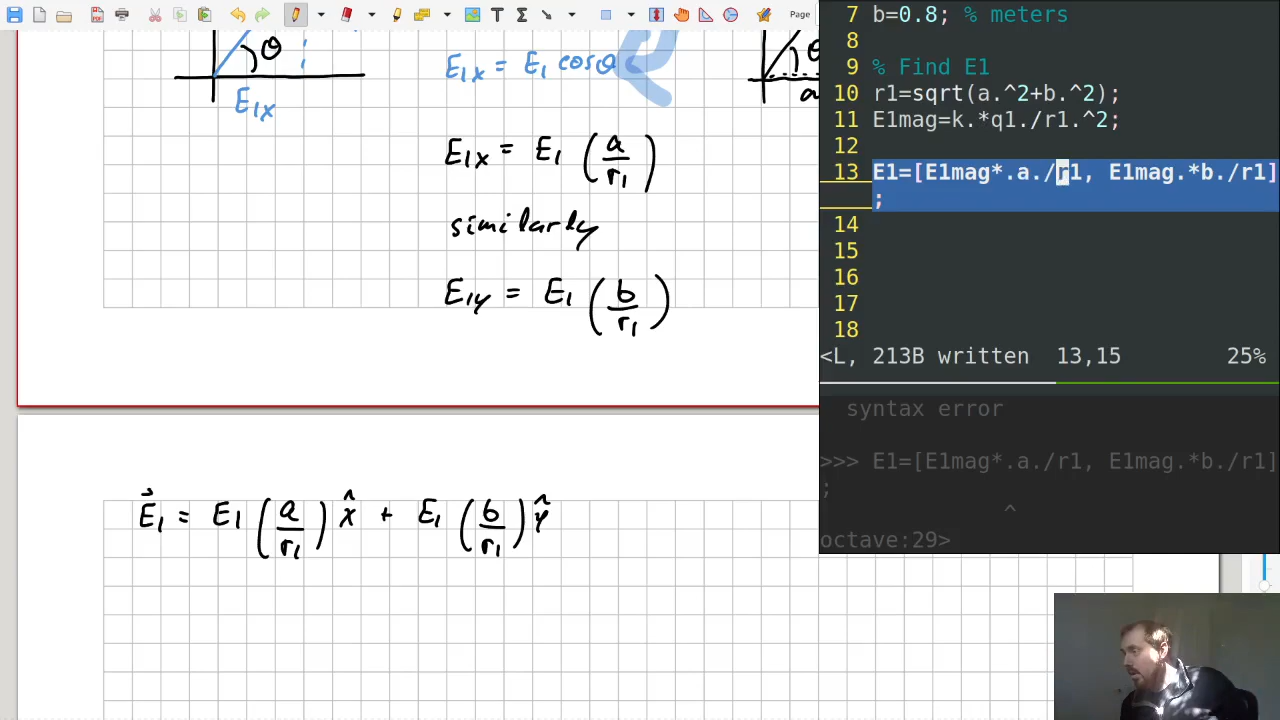 Page
θ
E1x
E1x = E1 cosθ
θ
a
E1x = E1 (a/r1)
similarly
E1y = E1 (b/r1)
E⃗1 = E1 (a/r1) x̂ + E1 (b/r1) ŷ
7 b=0.8; % meters
8
9 % Find E1
10 r1=sqrt(a.^2+b.^2);
11 E1mag=k.*q1./r1.^2;
12
13 E1=[E1mag*.a./r1, E1mag.*b./r1]
;
14
15
16
17
18
<L, 213B written 13,15 25%
syntax error
>>> E1=[E1mag*.a./r1, E1mag.*b./r1]
;
^
octave:29>